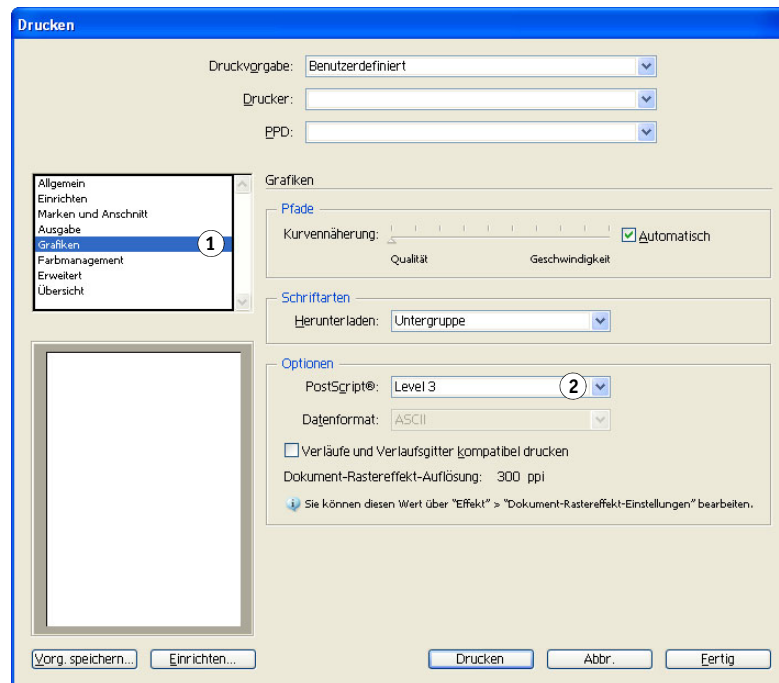 Drucken
Druckvorgabe: Benutzerdefiniert
Drucker:
PPD:
Allgemein
Einrichten
Marken und Anschnitt
Ausgabe
Grafiken 1
Farbmanagement
Erweitert
Übersicht
Grafiken
Pfade
Kurvennäherung: Automatisch
Qualität Geschwindigkeit
Schriftarten
Herunterladen: Untergruppe
Optionen
PostScript®: Level 3 2
Datenformat: ASCII
Verläufe und Verlaufsgitter kompatibel drucken
Dokument-Rastereffekt-Auflösung: 300 ppi
Sie können diesen Wert über "Effekt" > "Dokument-Rastereffekt-Einstellungen" bearbeiten.
Vorg. speichern... Einrichten... Drucken Abbr. Fertig